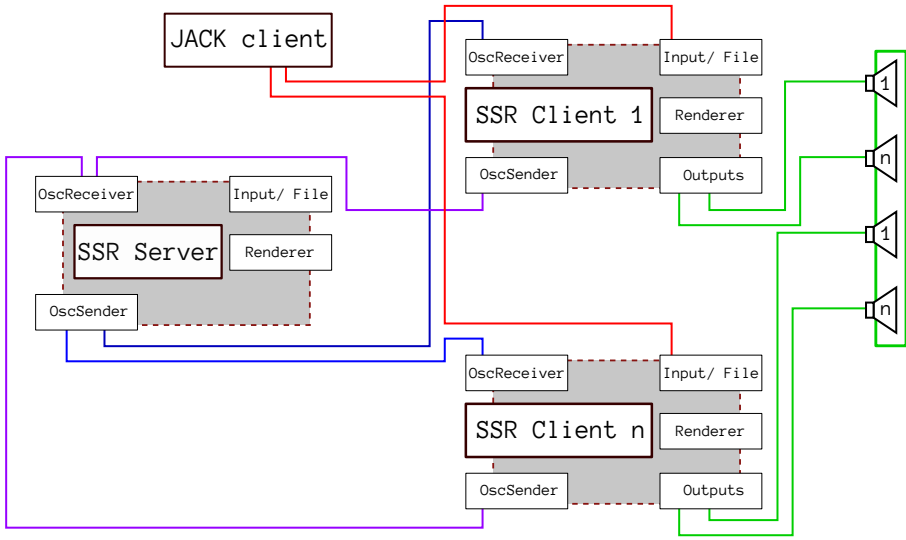 JACK client
OscReceiver
Input/ File
SSR Client 1
Renderer
OscSender
Outputs
1
n
1
n
OscReceiver
Input/ File
SSR Server
Renderer
OscSender
OscReceiver
Input/ File
SSR Client n
Renderer
OscSender
Outputs